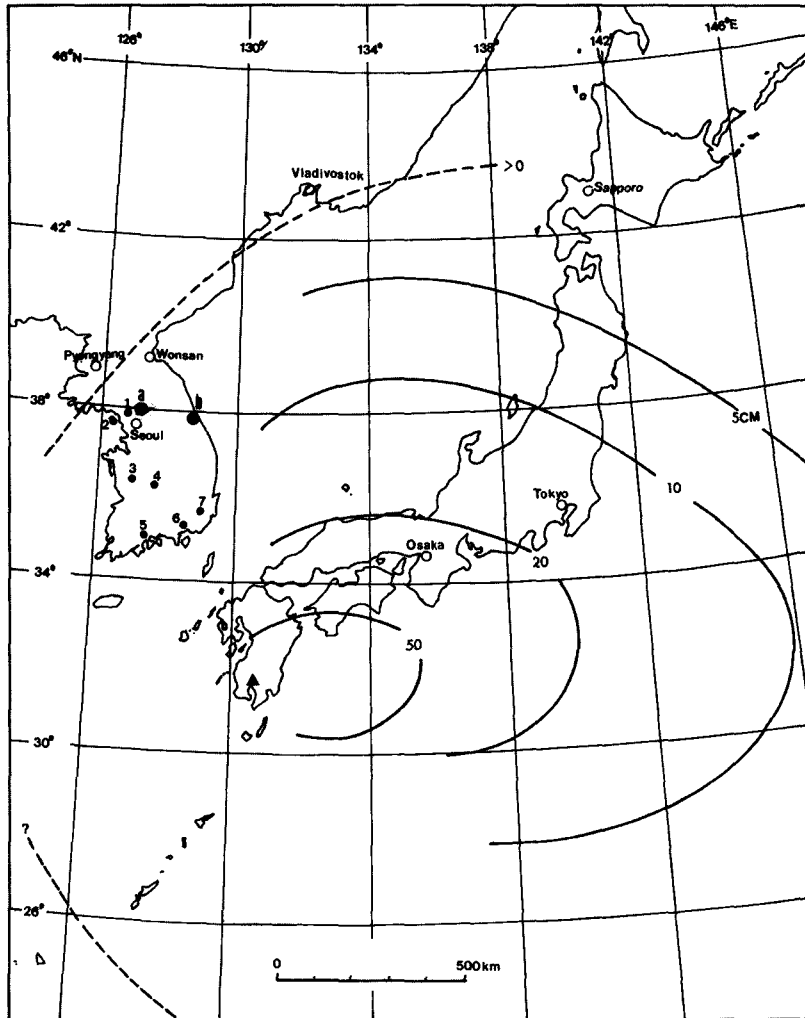 126° 130° 134° 138° 142° 146°E
46°N
Vladivostok
>0
Sapporo
42°
Pyongyang
Wonsan
38°
1 a b
2
Seoul
5CM
3 4
10
7
Tokyo
6
5
Osaka
20
34°
50
30°
?
26°
0 500km